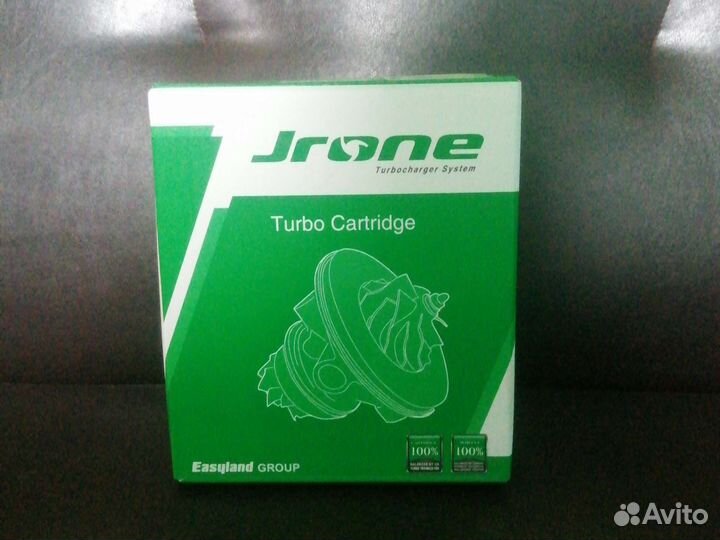 Jrone
Turbocharger System
Turbo Cartridge
100%
100%
Easyland GROUP
Avito